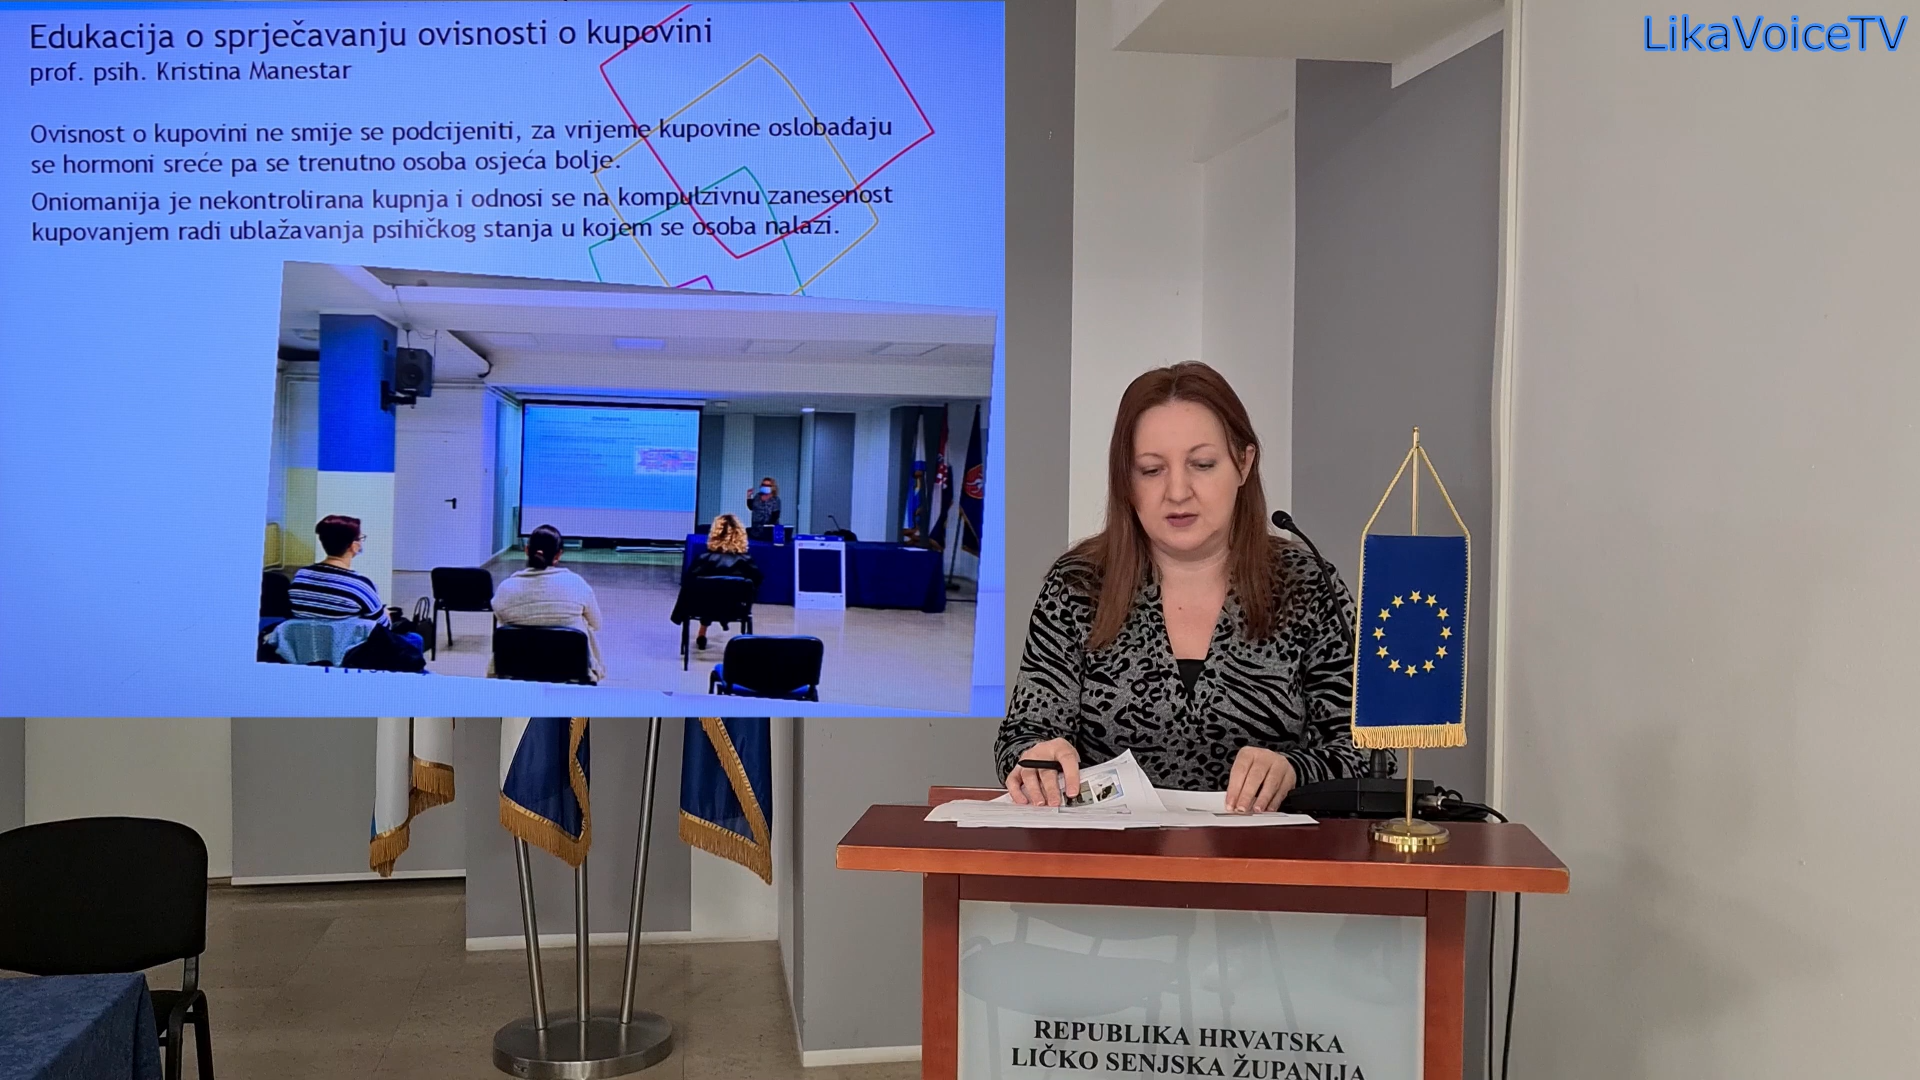 Edukacija o sprječavanju ovisnosti o kupovini
prof. psih. Kristina Manestar
Ovisnost o kupovini ne smije se podcijeniti, za vrijeme kupovine oslobađaju
se hormoni sreće pa se trenutno osoba osjeća bolje.
Oniomanija je nekontrolirana kupnja i odnosi se na kompulzivnu zanesenost
kupovanjem radi ublažavanja psihičkog stanja u kojem se osoba nalazi.
LikaVoiceTV
REPUBLIKA HRVATSKA
LIČKO SENJSKA ŽUPANIJA